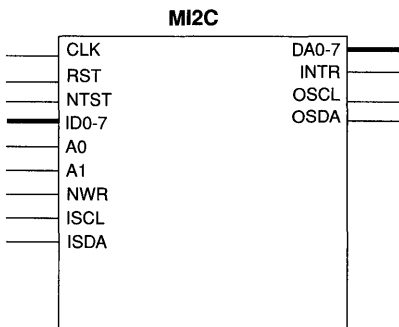 MI2C
CLK
RST
NTST
ID0-7
A0
A1
NWR
ISCL
ISDA
DA0-7
INTR
OSCL
OSDA